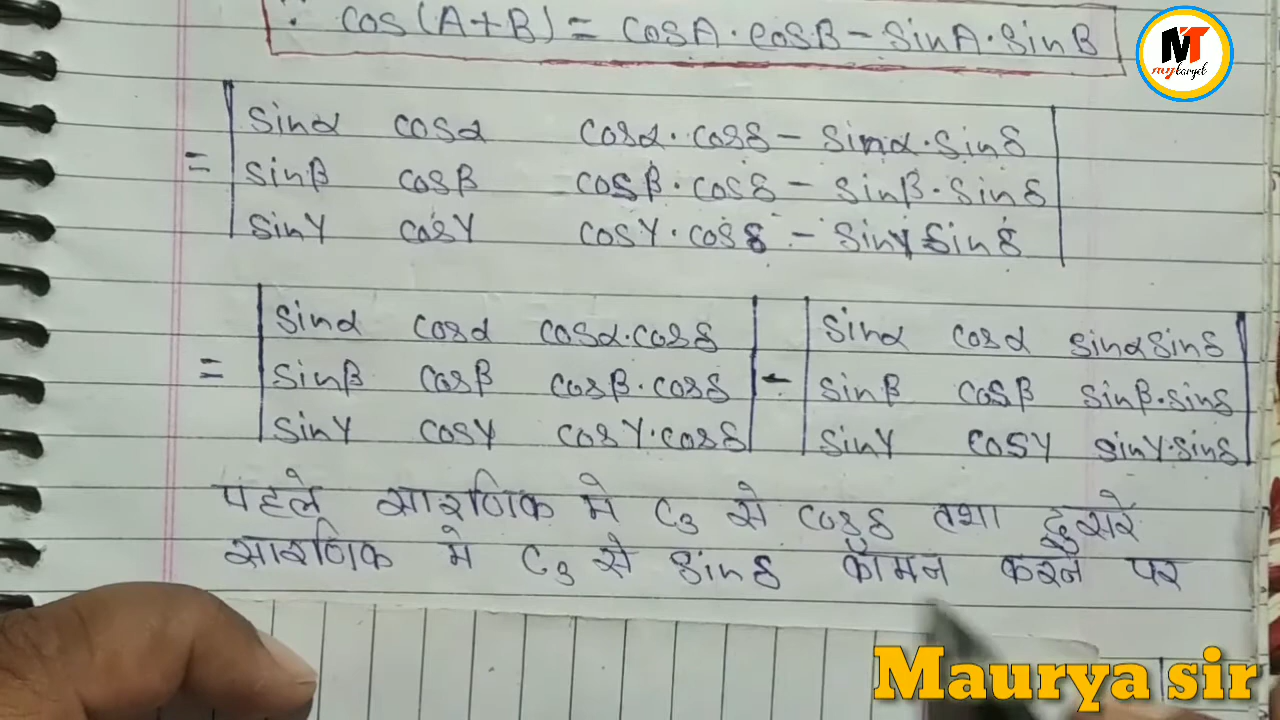 ∵ cos(A+B) = cosA·cosB - sinA·sinB
MT
my target
= | sinα cosα cosα·cosδ - sinα·sinδ |
| sinβ cosβ cosβ·cosδ - sinβ·sinδ |
| sinγ cosγ cosγ·cosδ - sinγ sinδ |
= | sinα cosα cosα·cosδ | - | sinα cosα sinα sinδ |
| sinβ cosβ cosβ·cosδ | | sinβ cosβ sinβ·sinδ |
| sinγ cosγ cosγ·cosδ | | sinγ cosγ sinγ·sinδ |
पहले सारणिक मे C₃ से cosδ तथा दुसरे
सारणिक मे C₃ से sinδ कॉमन करने पर
Maurya sir